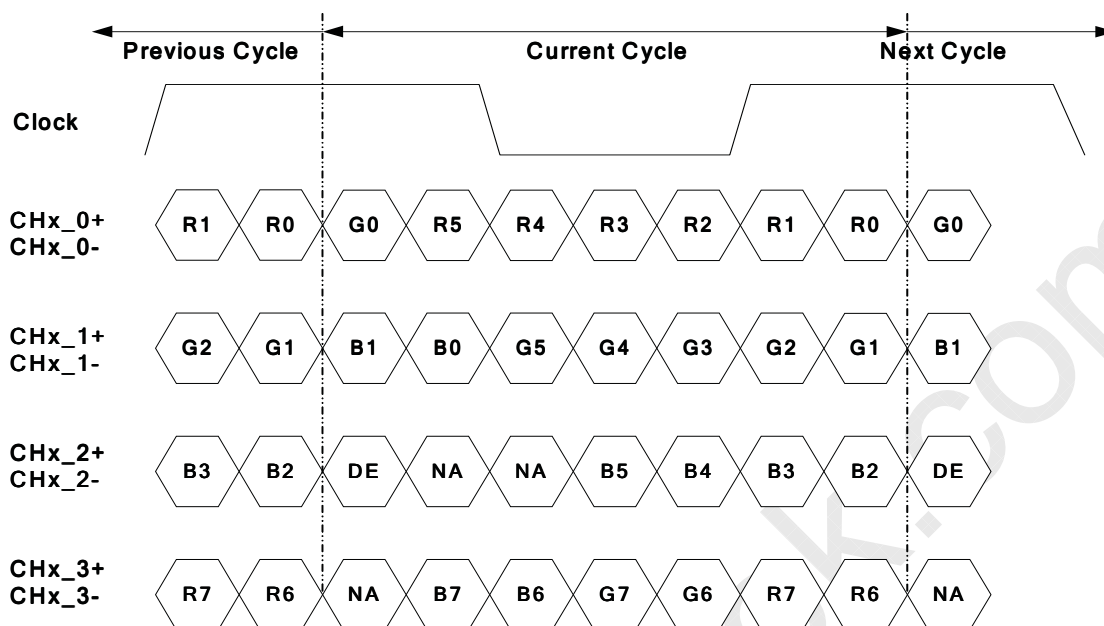 Previous Cycle Current Cycle Next Cycle
Clock
CHx_0+
CHx_0-
R1 R0 G0 R5 R4 R3 R2 R1 R0 G0
CHx_1+
CHx_1-
G2 G1 B1 B0 G5 G4 G3 G2 G1 B1
CHx_2+
CHx_2-
B3 B2 DE NA NA B5 B4 B3 B2 DE
CHx_3+
CHx_3-
R7 R6 NA B7 B6 G7 G6 R7 R6 NA